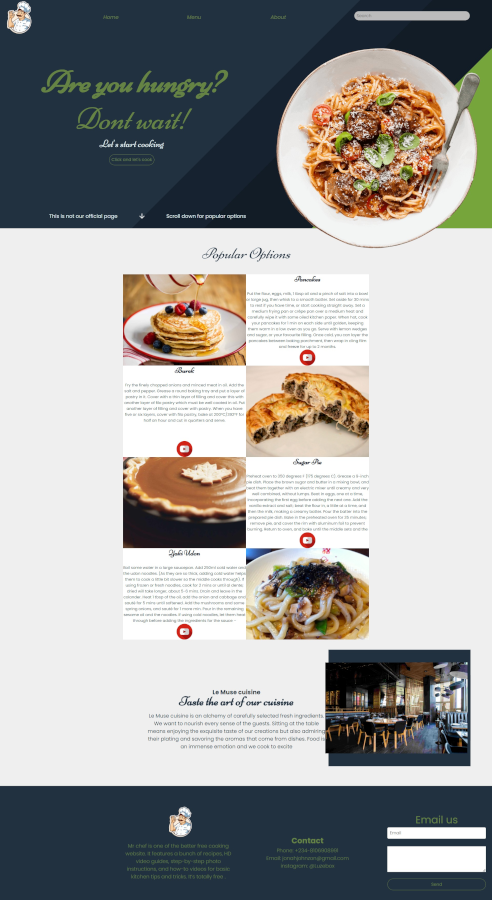 Home
Menu
About
Search
Are you hungry?
Dont wait!
Let's start cooking
Click and let's cook
This is not our official page
Scroll down for popular options
Popular Options
Pancakes
Put the flour, eggs, milk, 1 tbsp oil and a pinch of salt into a bowl
or large jug, then whisk to a smooth batter. Set aside for 30 mins
to rest if you have time, or start cooking straight away. Set a
medium frying pan or crêpe pan over a medium heat and
carefully wipe it with some oiled kitchen paper. When hot, cook
your pancakes for 1 min on each side until golden, keeping
them warm in a low oven as you go. Serve with lemon wedges
and sugar, or your favourite filling. Once cold, you can layer the
pancakes between baking parchment, then wrap in cling film
and freeze for up to 2 months.
Burek
Fry the finely chopped onions and minced meat in oil. Add the
salt and pepper. Grease a round baking tray and put a layer of
pastry in it. Cover with a thin layer of filling and cover this with
another layer of filo pastry which must be well coated in oil. Put
another layer of filling and cover with pastry. When you have
five or six layers, cover with filo pastry, bake at 200°C/392°F for
half an hour and cut in quarters and serve.
Sugar Pie
Preheat oven to 350 degrees F (175 degrees C). Grease a 9-inch
pie dish. Place the brown sugar and butter in a mixing bowl, and
beat them together with an electric mixer until creamy and very
well combined, without lumps. Beat in eggs, one at a time,
incorporating the first egg before adding the next one. Add the
vanilla extract and salt; beat the flour in, a little at a time, and
then the milk, making a creamy batter. Pour the batter into the
prepared pie dish. Bake in the preheated oven for 35 minutes;
remove pie, and cover the rim with aluminum foil to prevent
burning. Return to oven, and bake until the middle sets and the
Yaki Udon
Boil some water in a large saucepan. Add 250ml cold water and
the udon noodles. (As they are so thick, adding cold water helps
them to cook a little bit slower so the middle cooks through). If
using frozen or fresh noodles, cook for 2 mins or until al dente;
dried will take longer, about 5-6 mins. Drain and leave in the
colander. Heat 1 tbsp of the oil, add the onion and cabbage and
sauté for 5 mins until softened. Add the mushrooms and some
spring onions, and sauté for 1 min more. Pour in the remaining
sesame oil and the noodles. If using cold noodles, let them heat
through before adding the ingredients for the sauce -
Le Muse cuisine
Taste the art of our cuisine
Le Muse cuisine is an alchemy of carefully selected fresh ingredients.
We want to nourish every sense of the guests. Sitting at the table
means enjoying the exquisite taste of our creations but also admiring
their plating and savoring the aromas that come from dishes. Food is
an immense emotion and we cook to excite
Mr chef is one of the better free cooking
website. It features a bunch of recipes, HD
video guides, step-by-step photo
instructions, and how-to videos for basic
kitchen tips and tricks, it's totally free
Contact
Email us
Email
Send